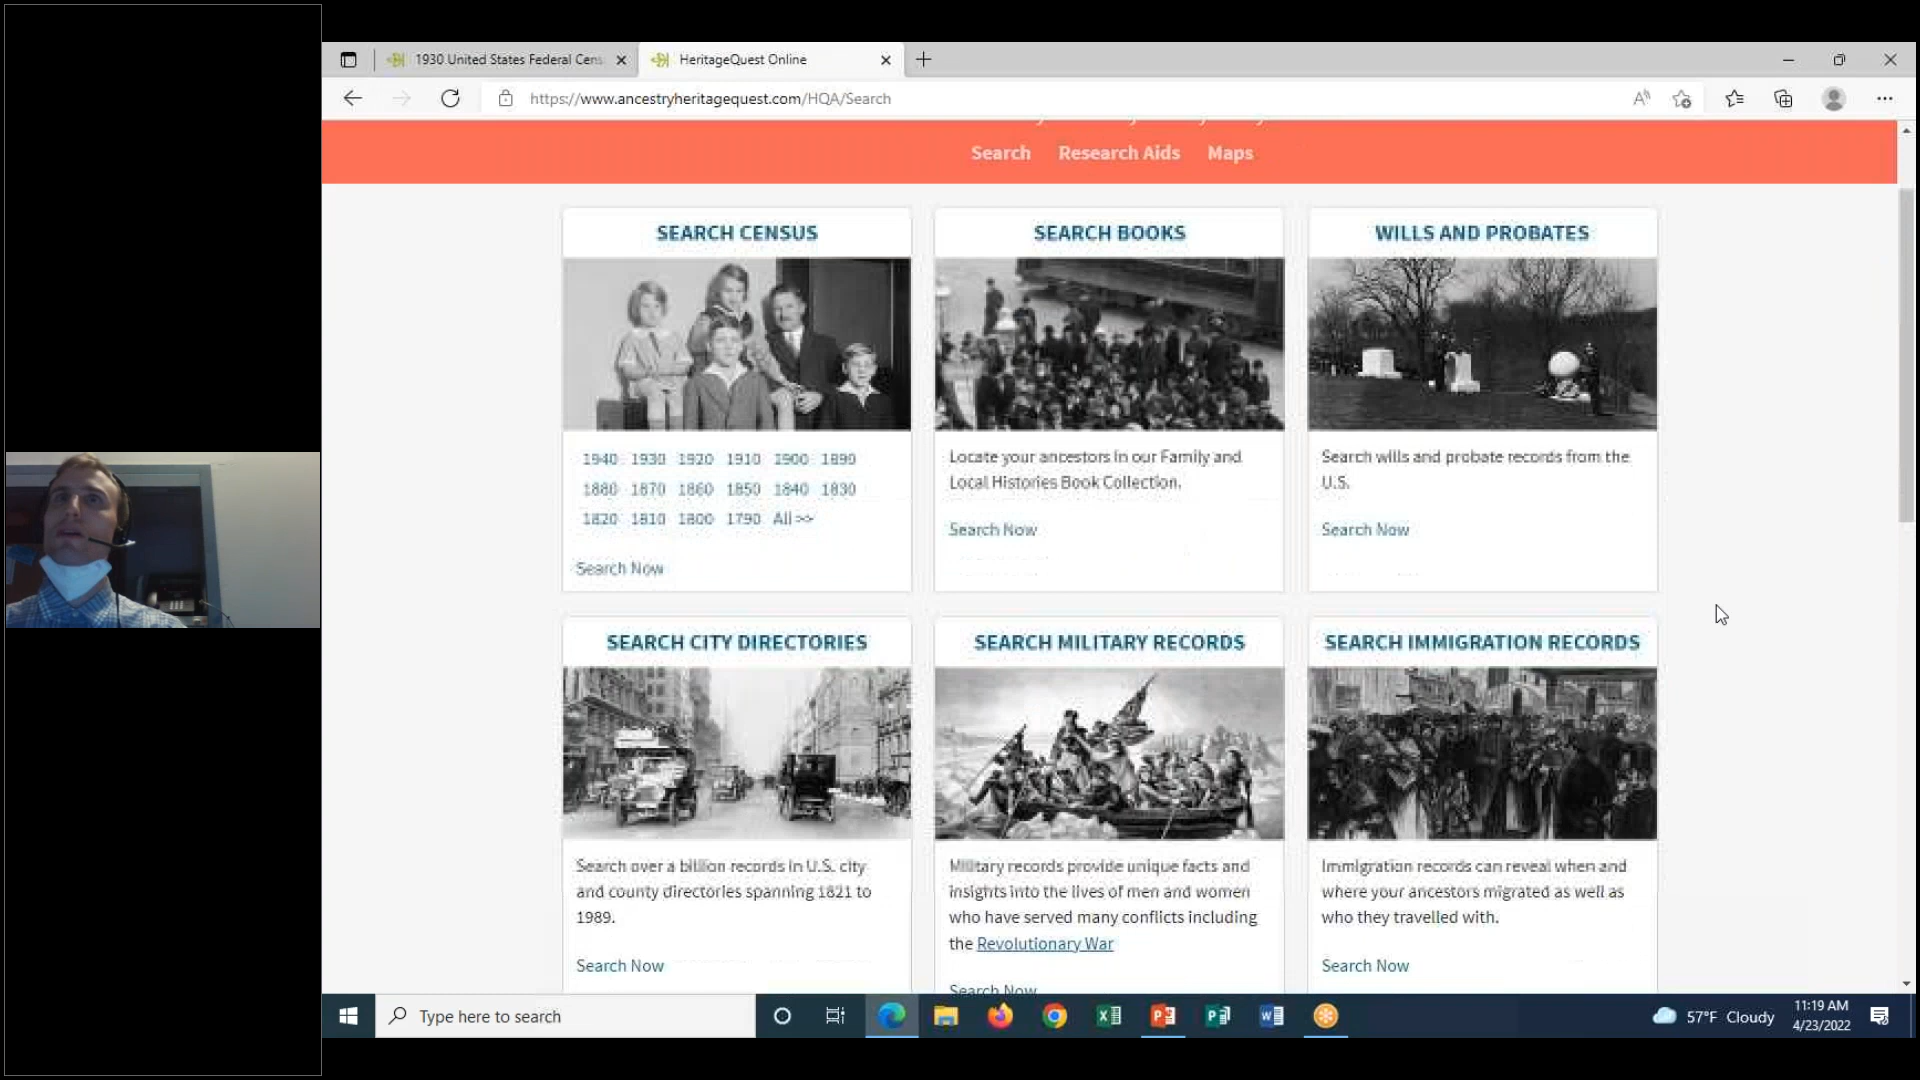 1930 United States Federal Cens
HeritageQuest Online
https://www.ancestryheritagequest.com/HQA/Search
Search Research Aids Maps
SEARCH CENSUS
1940 1930 1920 1910 1900 1890
1880 1870 1860 1850 1840 1830
1820 1810 1800 1790 All >>
Search Now
SEARCH BOOKS
Locate your ancestors in our Family and
Local Histories Book Collection.
Search Now
WILLS AND PROBATES
Search wills and probate records from the
U.S.
Search Now
SEARCH CITY DIRECTORIES
Search over a billion records in U.S. city
and county directories spanning 1821 to
1989.
Search Now
SEARCH MILITARY RECORDS
Military records provide unique facts and
insights into the lives of men and women
who have served many conflicts including
the Revolutionary War
Search Now
SEARCH IMMIGRATION RECORDS
Immigration records can reveal when and
where your ancestors migrated as well as
who they travelled with.
Search Now
Type here to search
57°F Cloudy
11:19 AM
4/23/2022